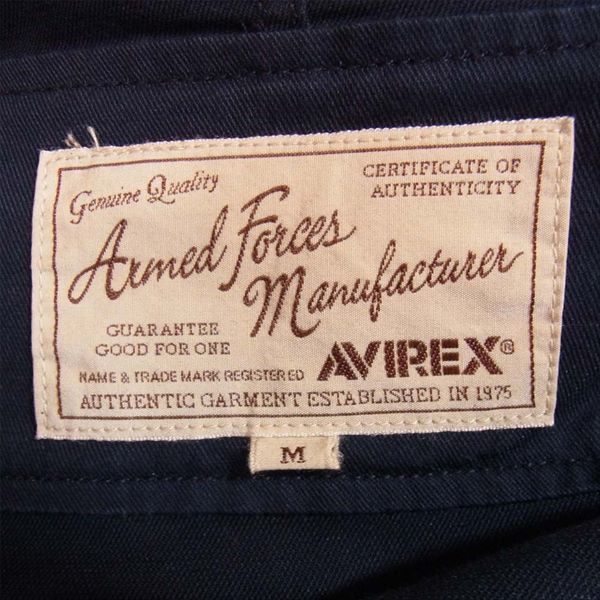 Genuine Quality
CERTIFICATE OF
AUTHENTICITY
Armed Forces
Manufacturer
GUARANTEE
GOOD FOR ONE
AVIREX®
NAME & TRADE MARK REGISTERED
AUTHENTIC GARMENT ESTABLISHED IN 1975
M